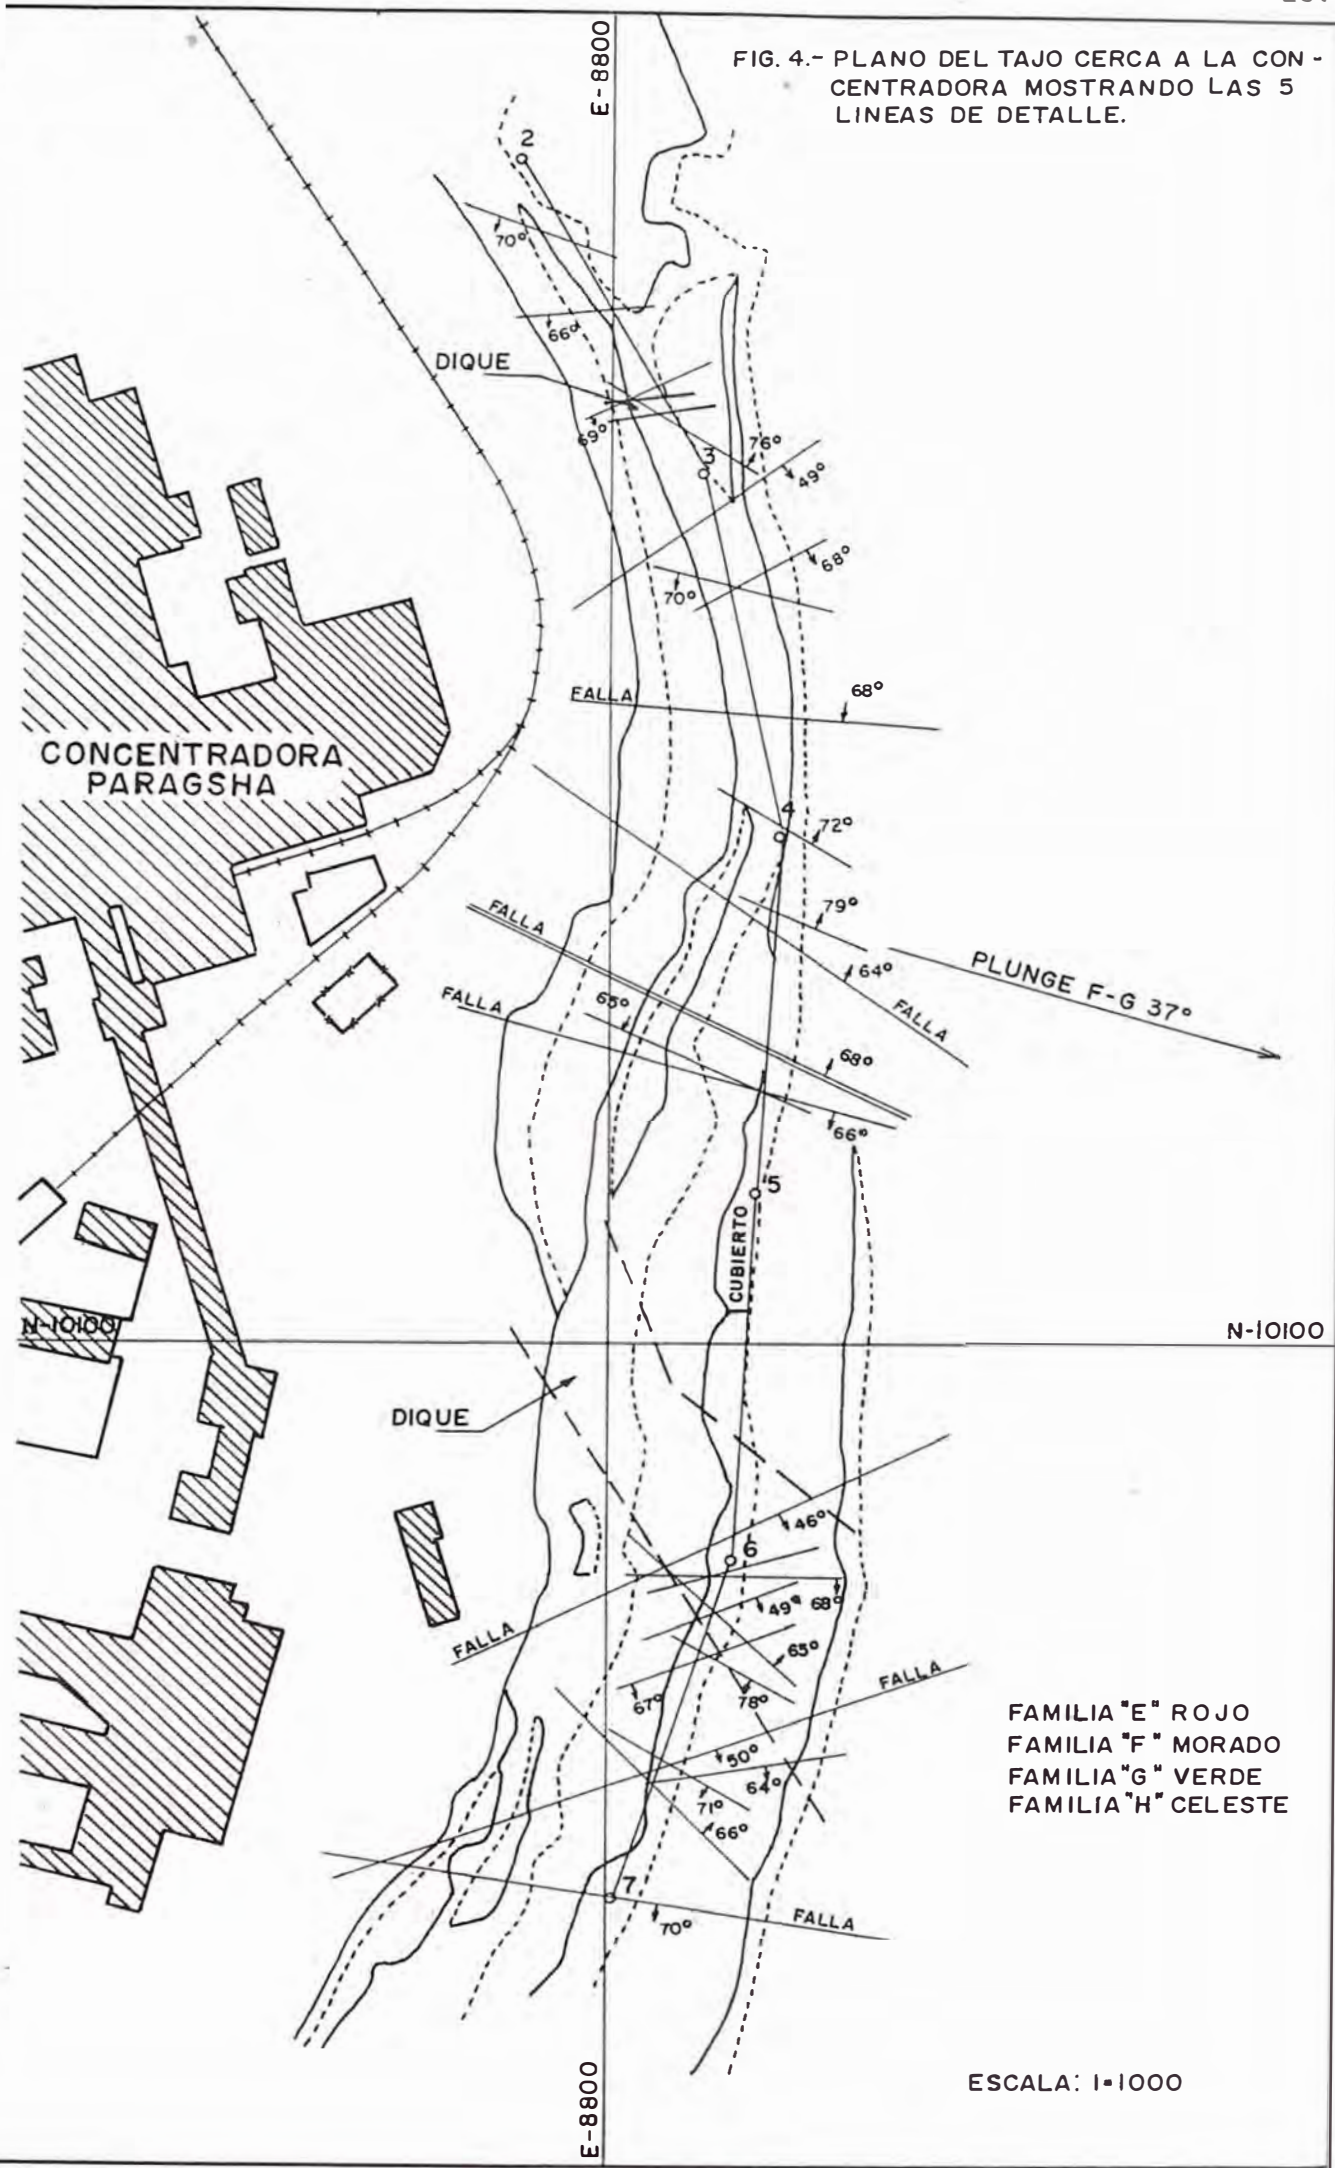 E-8800
FIG. 4.- PLANO DEL TAJO CERCA A LA CON-
CENTRADORA MOSTRANDO LAS 5
LINEAS DE DETALLE.
2
70°
66°
DIQUE
69°
3
76°
49°
68°
70°
FALLA
68°
CONCENTRADORA
PARAGSHA
4
72°
79°
FALLA
64°
PLUNGE F-G 37°
FALLA
65°
FALLA
68°
66°
5
CUBIERTO
N-10100
N-10100
DIQUE
46°
6
49°
68°
FALLA
65°
67°
78°
FALLA
50°
64°
71°
66°
FAMILIA "E" ROJO
FAMILIA "F" MORADO
FAMILIA "G" VERDE
FAMILIA "H" CELESTE
7
70°
FALLA
E-8800
ESCALA: 1=1000